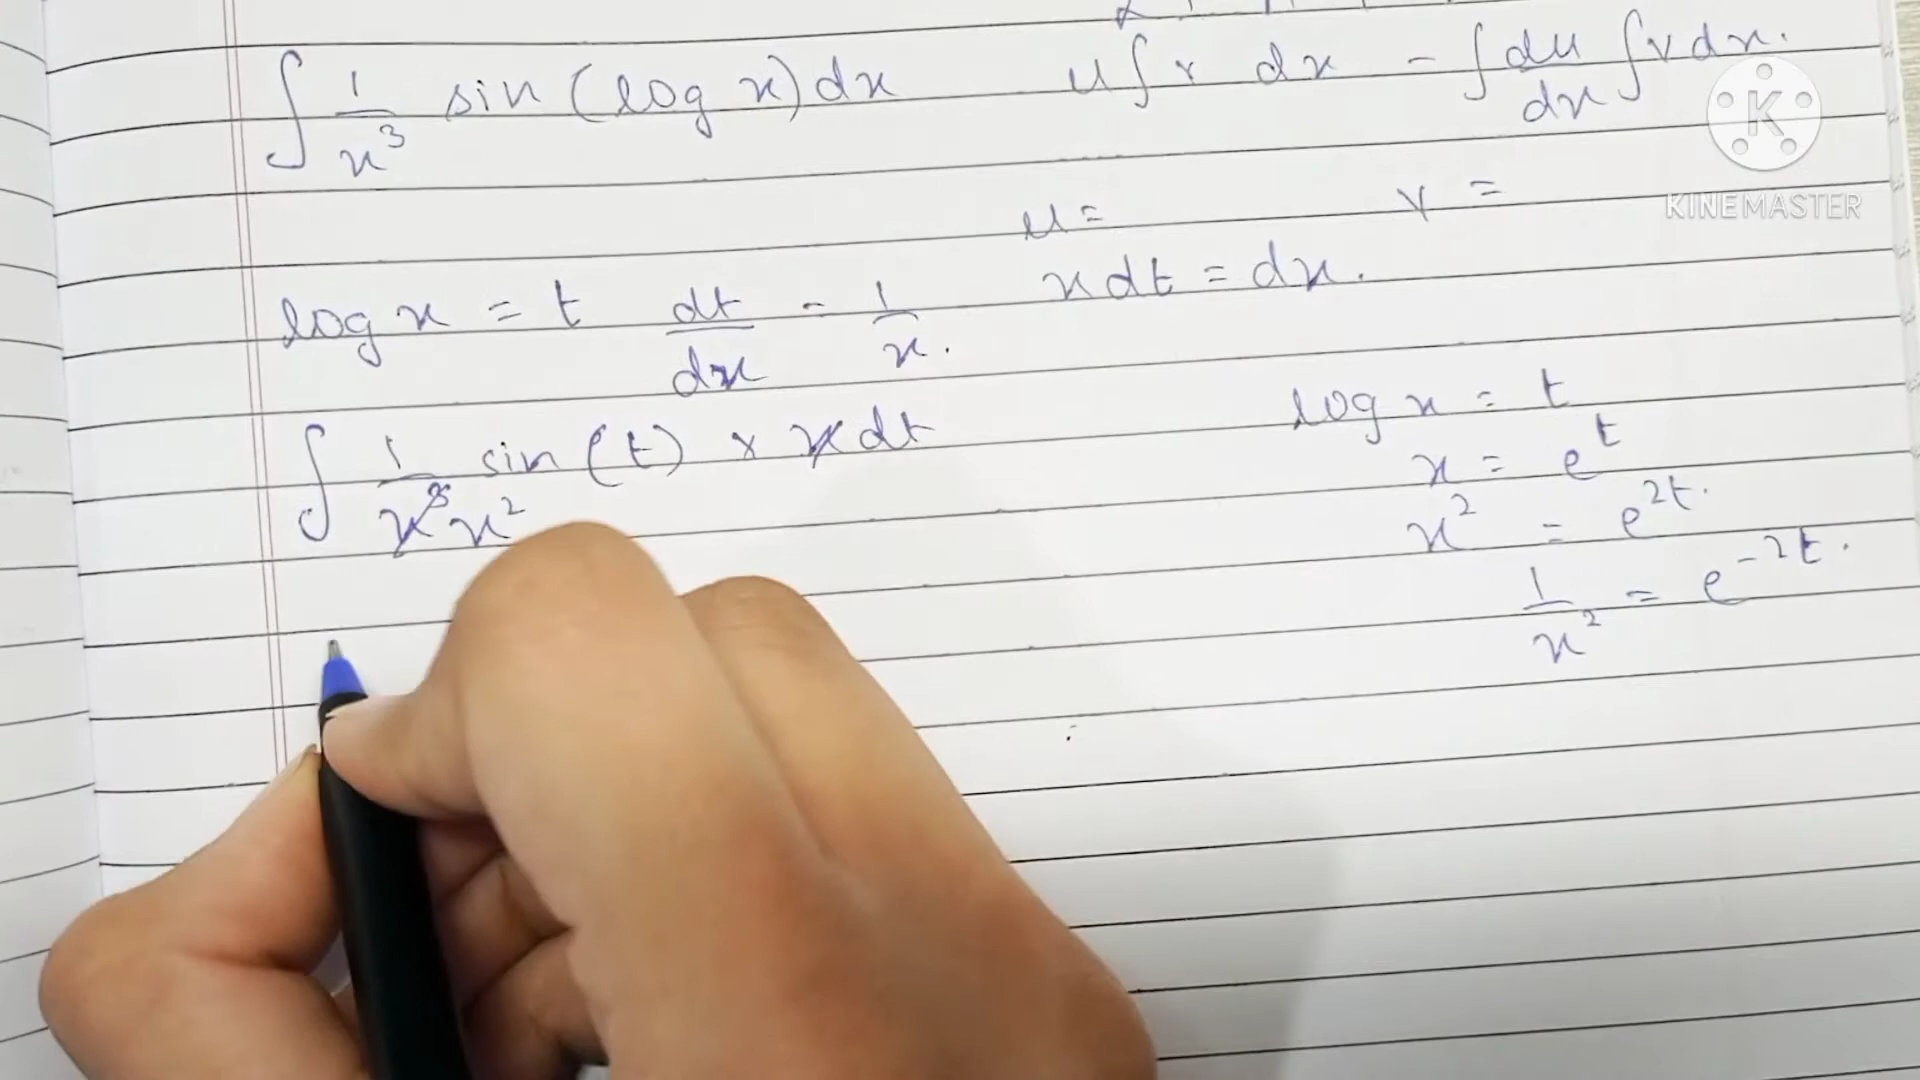 ∫ 1/x³ sin (log x) dx    u∫v dx - ∫ du/dx ∫v dx.
KINEMASTER
u =    v =
log x = t    dt/dx = 1/x.    x dt = dx.
∫ 1/x³ x² sin (t) × x dt    log x = t
x = e^t
x² = e^2t.
1/x² = e^-2t.